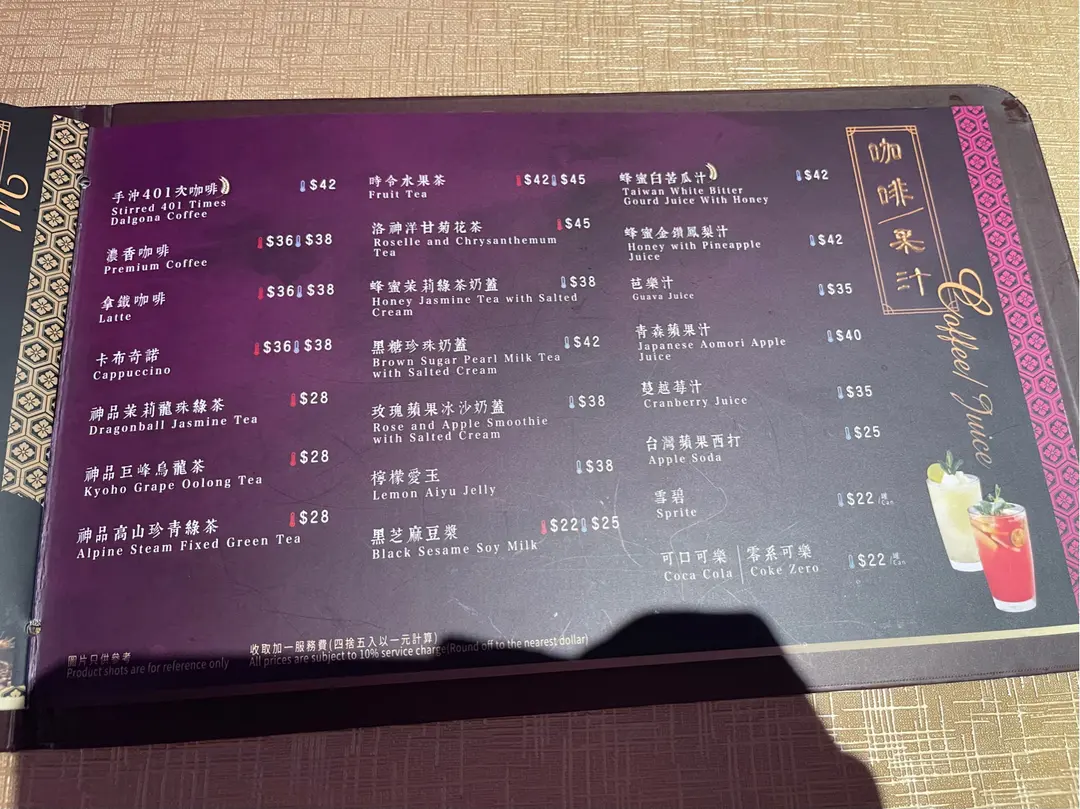 手沖401次咖啡 $42
Stirred 401 Times
Dalgona Coffee
濃香咖啡 $36 $38
Premium Coffee
拿鐵咖啡 $36 $38
Latte
卡布奇諾 $36 $38
Cappuccino
神品茉莉龍珠綠茶 $28
Dragonball Jasmine Tea
神品巨峰烏龍茶 $28
Kyoho Grape Oolong Tea
神品高山珍青綠茶 $28
Alpine Steam Fixed Green Tea
時令水果茶 $42 $45
Fruit Tea
洛神洋甘菊花茶 $45
Roselle and Chrysanthemum
Tea
蜂蜜茉莉綠茶奶蓋 $38
Honey Jasmine Tea with Salted
Cream
黑糖珍珠奶蓋 $42
Brown Sugar Pearl Milk Tea
with Salted Cream
玫瑰蘋果冰沙奶蓋 $38
Rose and Apple Smoothie
with Salted Cream
檸檬愛玉 $38
Lemon Aiyu Jelly
黑芝麻豆漿 $22 $25
Black Sesame Soy Milk
蜂蜜白苦瓜汁 $42
Taiwan White Bitter
Gourd Juice With Honey
蜂蜜金鑽鳳梨汁 $42
Honey with Pineapple
Juice
芭樂汁 $35
Guava Juice
青森蘋果汁 $40
Japanese Aomori Apple
Juice
蔓越莓汁 $35
Cranberry Juice
台灣蘋果西打 $25
Apple Soda
雪碧 $22 /罐
Sprite /Can
可口可樂 | 零系可樂 $22 /罐
Coca Cola | Coke Zero /Can
咖啡/果汁
Coffee/Juice
圖片只供參考
Product shots are for reference only
收取加一服務費(四捨五入以一元計算)
All prices are subject to 10% service charge(Round off to the nearest dollar)